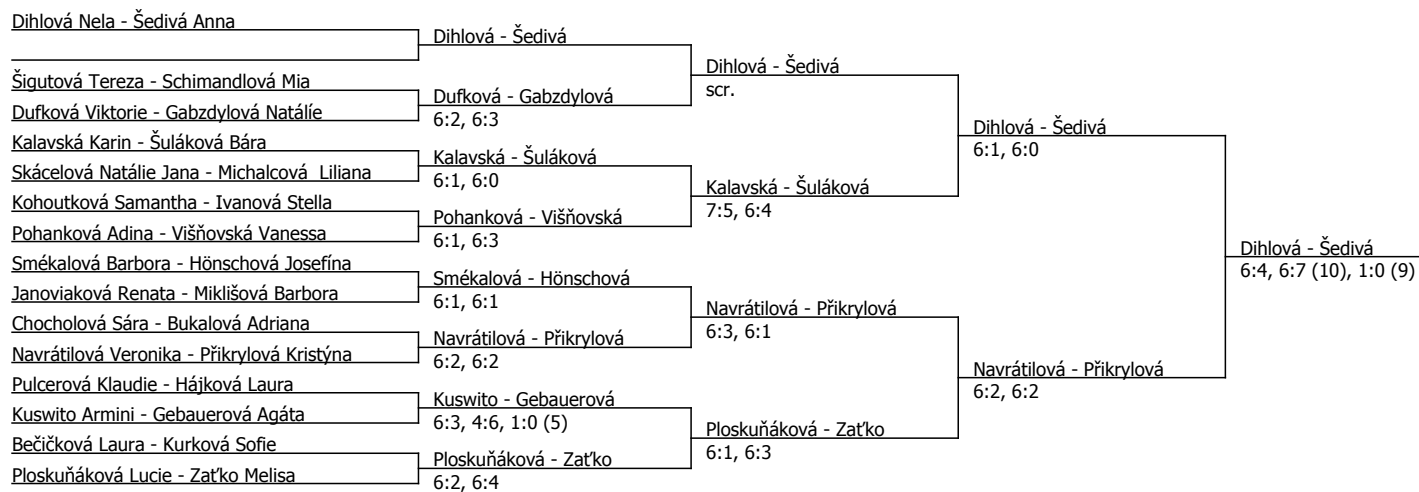 Dihlová Nela - Šedivá Anna
Šigutová Tereza - Schimandlová Mia
Dufková Viktorie - Gabzdylová Natálíe
Kalavská Karin - Šuláková Bára
Skácelová Natálie Jana - Michalcová  Liliana
Kohoutková Samantha - Ivanová Stella
Pohanková Adina - Višňovská Vanessa
Smékalová Barbora - Hönschová Josefína
Janoviaková Renata - Miklišová Barbora
Chocholová Sára - Bukalová Adriana
Navrátilová Veronika - Přikrylová Kristýna
Pulcerová Klaudie - Hájková Laura
Kuswito Armini - Gebauerová Agáta
Bečičková Laura - Kurková Sofie
Ploskuňáková Lucie - Zaťko Melisa
Dihlová - Šedivá
Dufková - Gabzdylová
6:2, 6:3
Kalavská - Šuláková
6:1, 6:0
Pohanková - Višňovská
6:1, 6:3
Smékalová - Hönschová
6:1, 6:1
Navrátilová - Přikrylová
6:2, 6:2
Kuswito - Gebauerová
6:3, 4:6, 1:0 (5)
Ploskuňáková - Zaťko
6:2, 6:4
Dihlová - Šedivá
scr.
Kalavská - Šuláková
7:5, 6:4
Navrátilová - Přikrylová
6:3, 6:1
Ploskuňáková - Zaťko
6:1, 6:3
Dihlová - Šedivá
6:1, 6:0
Navrátilová - Přikrylová
6:2, 6:2
Dihlová - Šedivá
6:4, 6:7 (10), 1:0 (9)